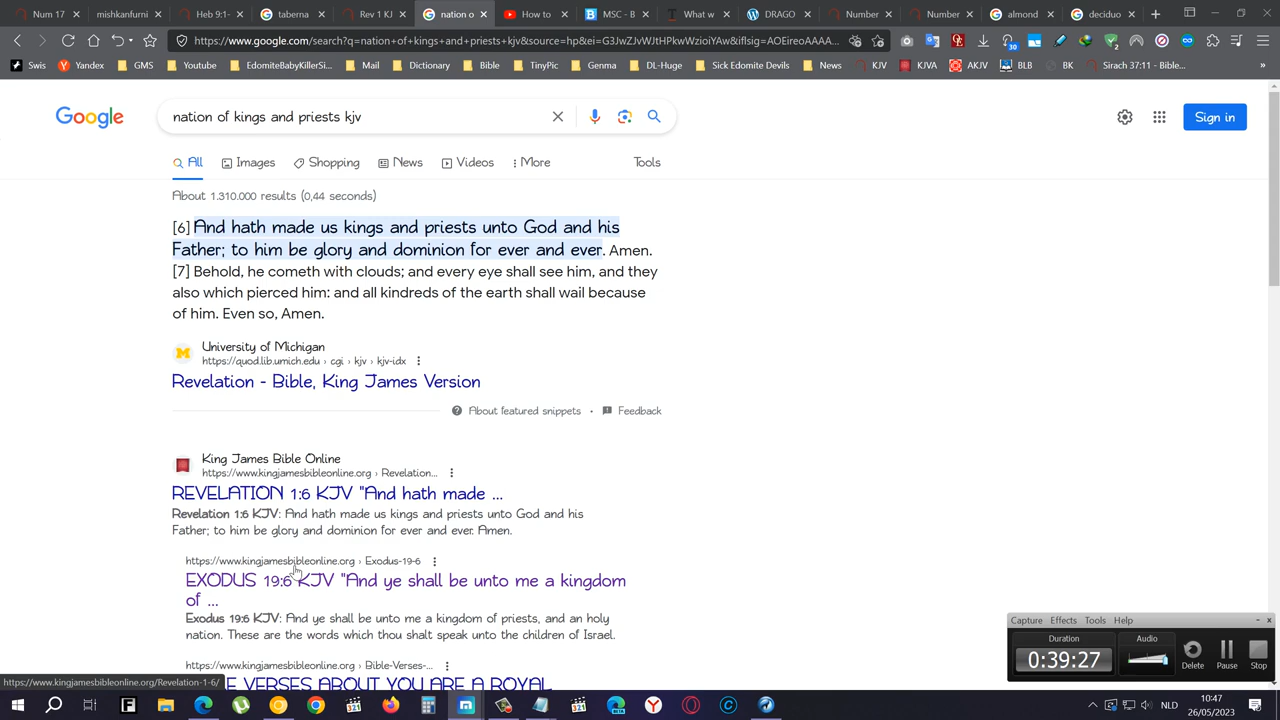 Num 17
mishkanfurni
Heb 9:1-
taberna
Rev 1 KJ
nation o
How to
MSC - B
What w
DRAGO
Number
Number
almond
deciduo
https://www.google.com/search?q=nation+of+kings+and+priests+kjv&source=hp&ei=G3JwZJvWJtHPkwWzioiYAw&iflsig=AOEireoAAAA...
30
2
Swis
Yandex
GMS
Youtube
EdomiteBabyKiller...
Mail
Dictionary
Bible
TinyPic
Genma
DL-Huge
Sick Edomite Devils
News
KJV
KJVA
AKJV
BLB
BK
Sirach 37:11 - Bible...
»
Google
nation of kings and priests kjv
Sign in
All
Images
Shopping
News
Videos
More
Tools
About 1.310.000 results (0,44 seconds)
[6] And hath made us kings and priests unto God and his
Father; to him be glory and dominion for ever and ever. Amen.
[7] Behold, he cometh with clouds; and every eye shall see him, and they
also which pierced him: and all kindreds of the earth shall wail because
of him. Even so, Amen.
University of Michigan
https://quod.lib.umich.edu › cgi › kjv › kjv-idx
Revelation - Bible, King James Version
About featured snippets • Feedback
King James Bible Online
https://www.kingjamesbibleonline.org › Revelation...
REVELATION 1:6 KJV "And hath made ...
Revelation 1:6 KJV: And hath made us kings and priests unto God and his
Father; to him be glory and dominion for ever and ever. Amen.
https://www.kingjamesbibleonline.org › Exodus-19-6
EXODUS 19:6 KJV "And ye shall be unto me a kingdom
of ...
Exodus 19:6 KJV: And ye shall be unto me a kingdom of priests, and an holy
nation. These are the words which thou shalt speak unto the children of Israel.
https://www.kingjamesbibleonline.org › Bible-Verses-...
VERSES ABOUT YOU ARE A ROYAL
https://www.kingjamesbibleonline.org/Revelation-1-6/
Capture Effects Tools Help
Duration
Audio
0:39:27
Delete
Pause
Stop
NLD
10:47
26/05/2023